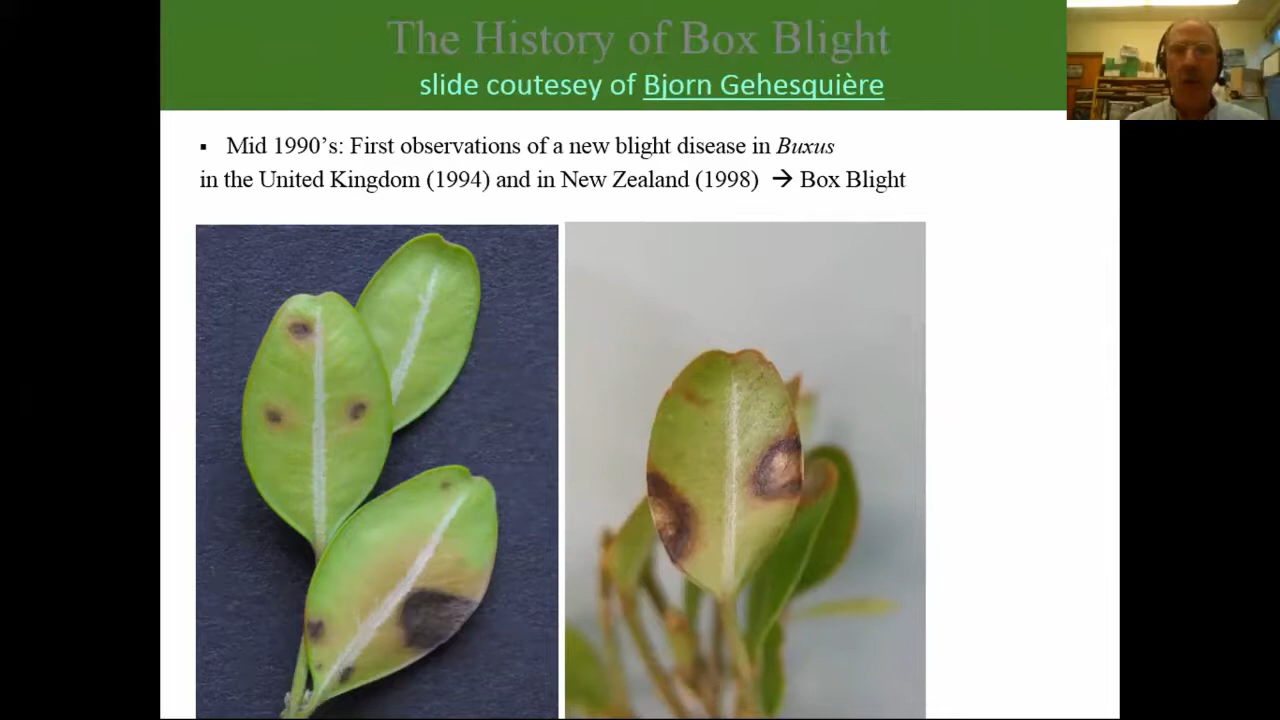 The History of Box Blight
slide coutesey of Bjorn Gehesquière
▪ Mid 1990's: First observations of a new blight disease in Buxus
in the United Kingdom (1994) and in New Zealand (1998) → Box Blight